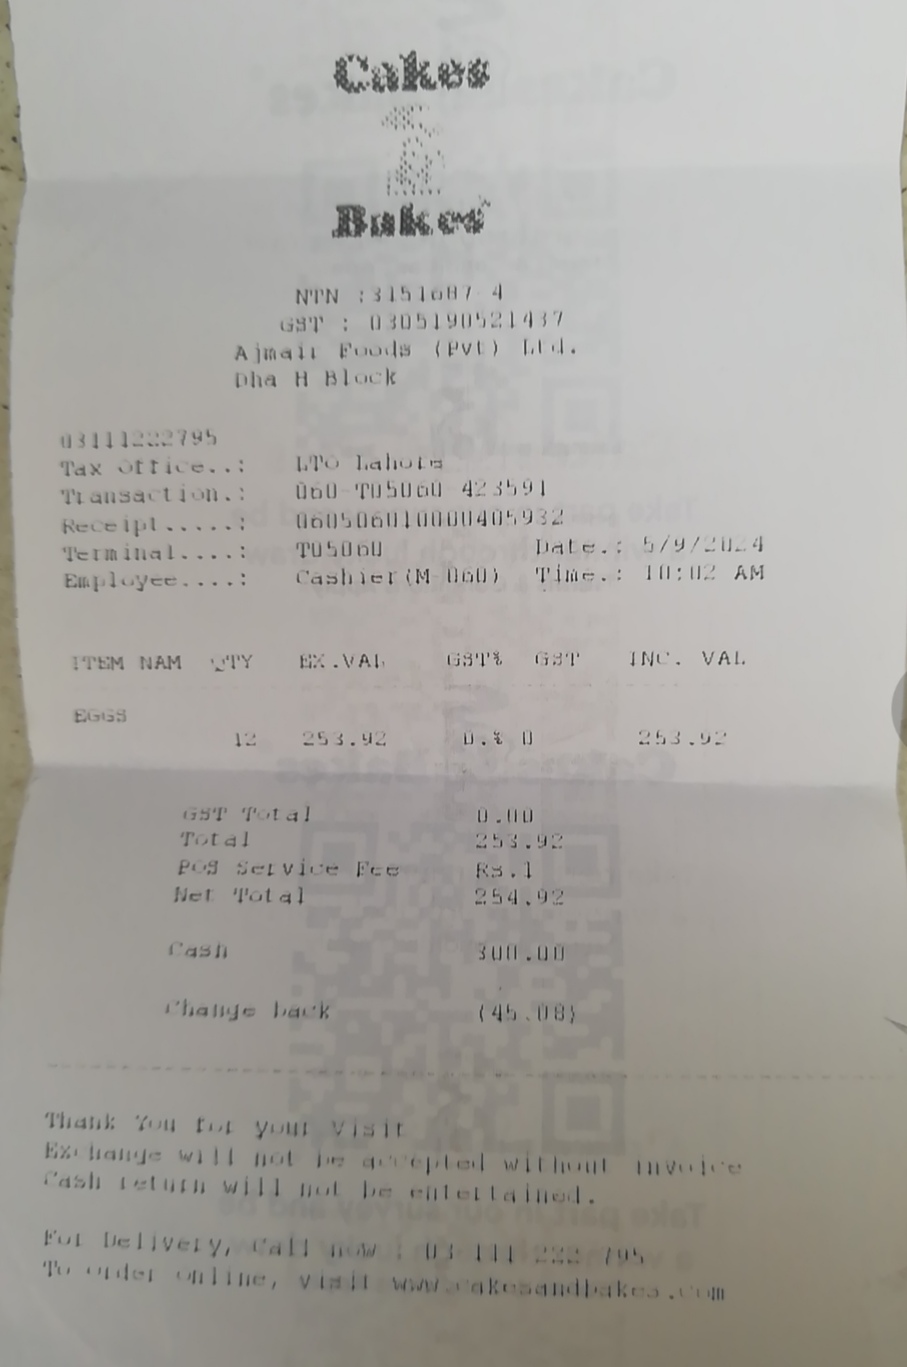 Cakes
&
Bakes
NTN :3151687-4
GST : 0305190521437
Ajmair Foods (Pvt) Ltd.
Dha H Block
03111222795
Tax Office..: LTO Lahore
Transaction.: 060-T05060-423591
Receipt.....: 060506010000405932
Terminal....: T05060 Date.: 5/9/2024
Employee....: Cashier(M-060) Time.: 10:02 AM
ITEM NAM QTY EX.VAL GST% GST INC. VAL
EGGS
12 253.92 0.% 0 253.92
GST Total 0.00
Total 253.92
POS Service Fee Rs.1
Net Total 254.92
Cash 300.00
Change back (45.08)
Thank You for your visit
Exchange will not be accepted without invoice
Cash return will not be entertained.
For Delivery, Call now : 03-111-222-795
To order online, visit www.cakesandbakes.com